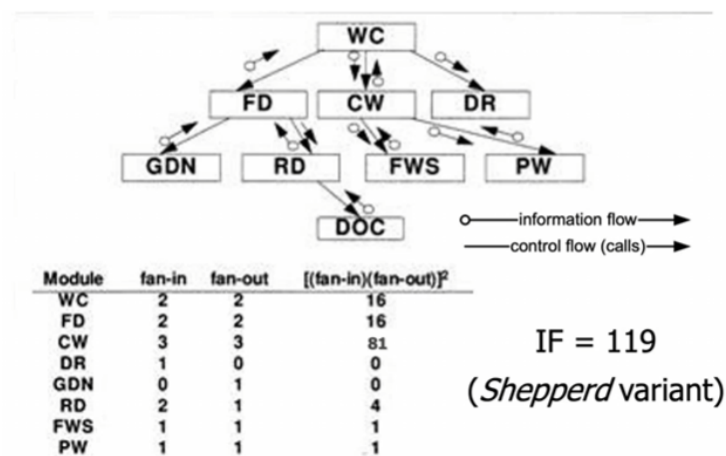 WC
FD CW DR
GDN RD FWS PW
DOC
information flow
control flow (calls)
Module fan-in fan-out [(fan-in)(fan-out)]²
WC 2 2 16
FD 2 2 16
CW 3 3 81
DR 1 0 0
GDN 0 1 0
RD 2 1 4
FWS 1 1 1
PW 1 1 1
IF = 119
(Shepperd variant)